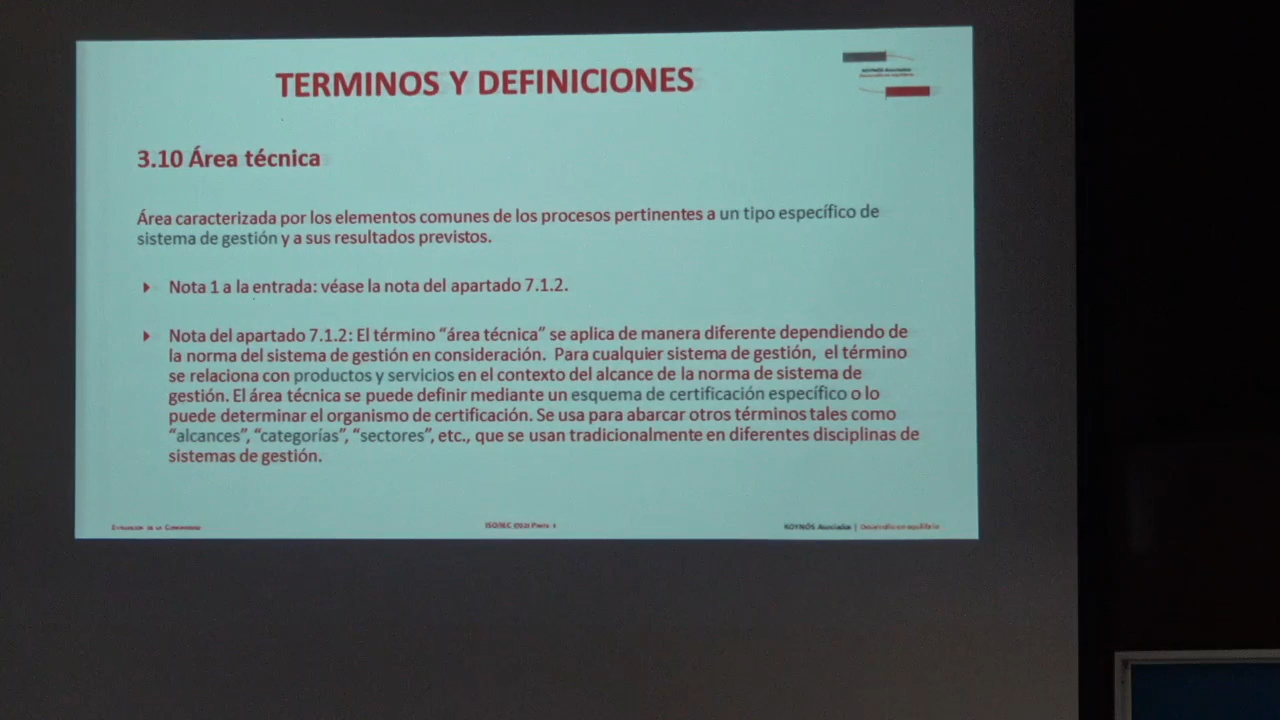 TERMINOS Y DEFINICIONES
3.10 Área técnica
Área caracterizada por los elementos comunes de los procesos pertinentes a un tipo específico de
sistema de gestión y a sus resultados previstos.
Nota 1 a la entrada: véase la nota del apartado 7.1.2.
Nota del apartado 7.1.2: El término “área técnica” se aplica de manera diferente dependiendo de
la norma del sistema de gestión en consideración. Para cualquier sistema de gestión, el término
se relaciona con productos y servicios en el contexto del alcance de la norma de sistema de
gestión. El área técnica se puede definir mediante un esquema de certificación específico o lo
puede determinar el organismo de certificación. Se usa para abarcar otros términos tales como
“alcances”, “categorías”, “sectores”, etc., que se usan tradicionalmente en diferentes disciplinas de
sistemas de gestión.
KOYNÓS Asociados | Desarrollo en equilibrio